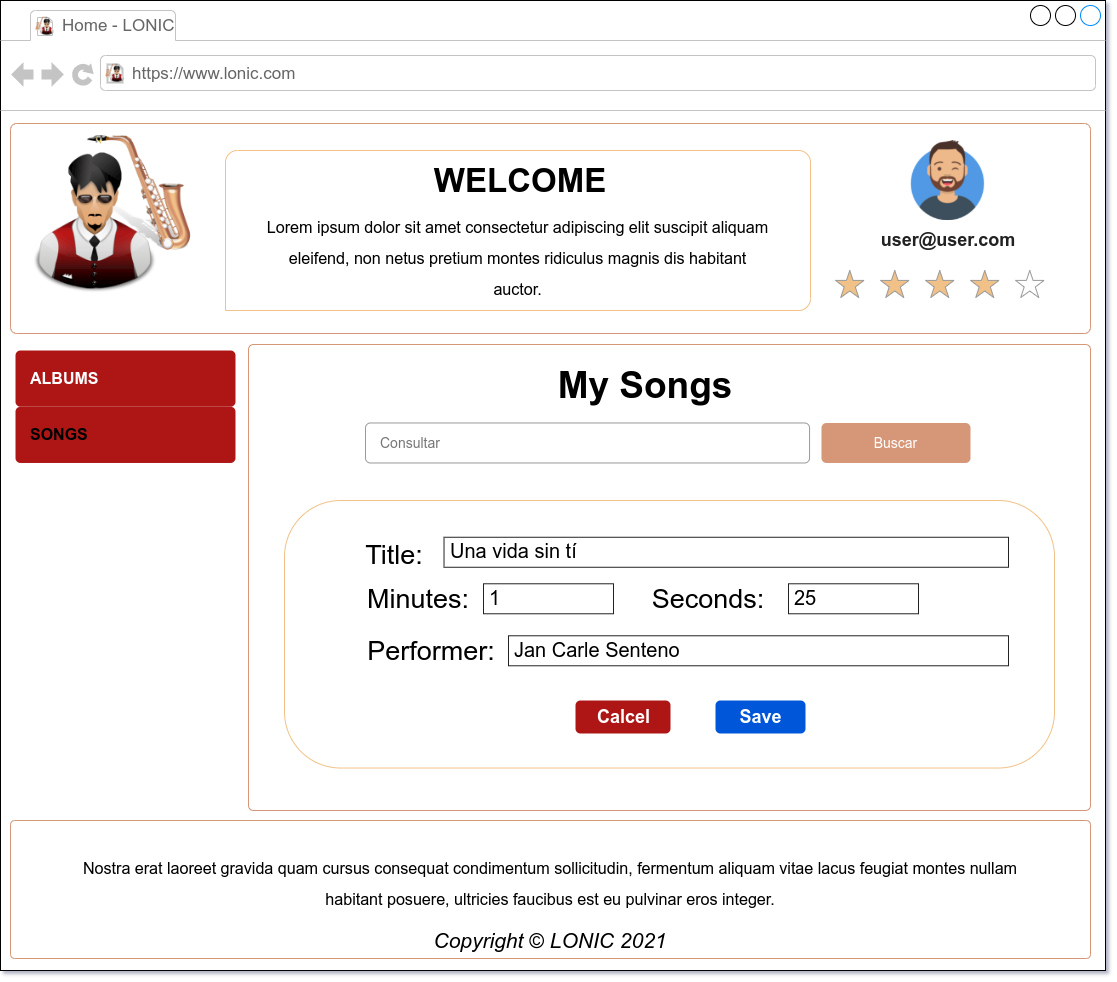 Home - LONIC
https://www.lonic.com
WELCOME
Lorem ipsum dolor sit amet consectetur adipiscing elit suscipit aliquam
eleifend, non netus pretium montes ridiculus magnis dis habitant
auctor.
user@user.com
ALBUMS
SONGS
My Songs
Consultar Buscar
Title: Una vida sin tí
Minutes: 1 Seconds: 25
Performer: Jan Carle Senteno
Calcel Save
Nostra erat laoreet gravida quam cursus consequat condimentum sollicitudin, fermentum aliquam vitae lacus feugiat montes nullam
habitant posuere, ultricies faucibus est eu pulvinar eros integer.
Copyright © LONIC 2021